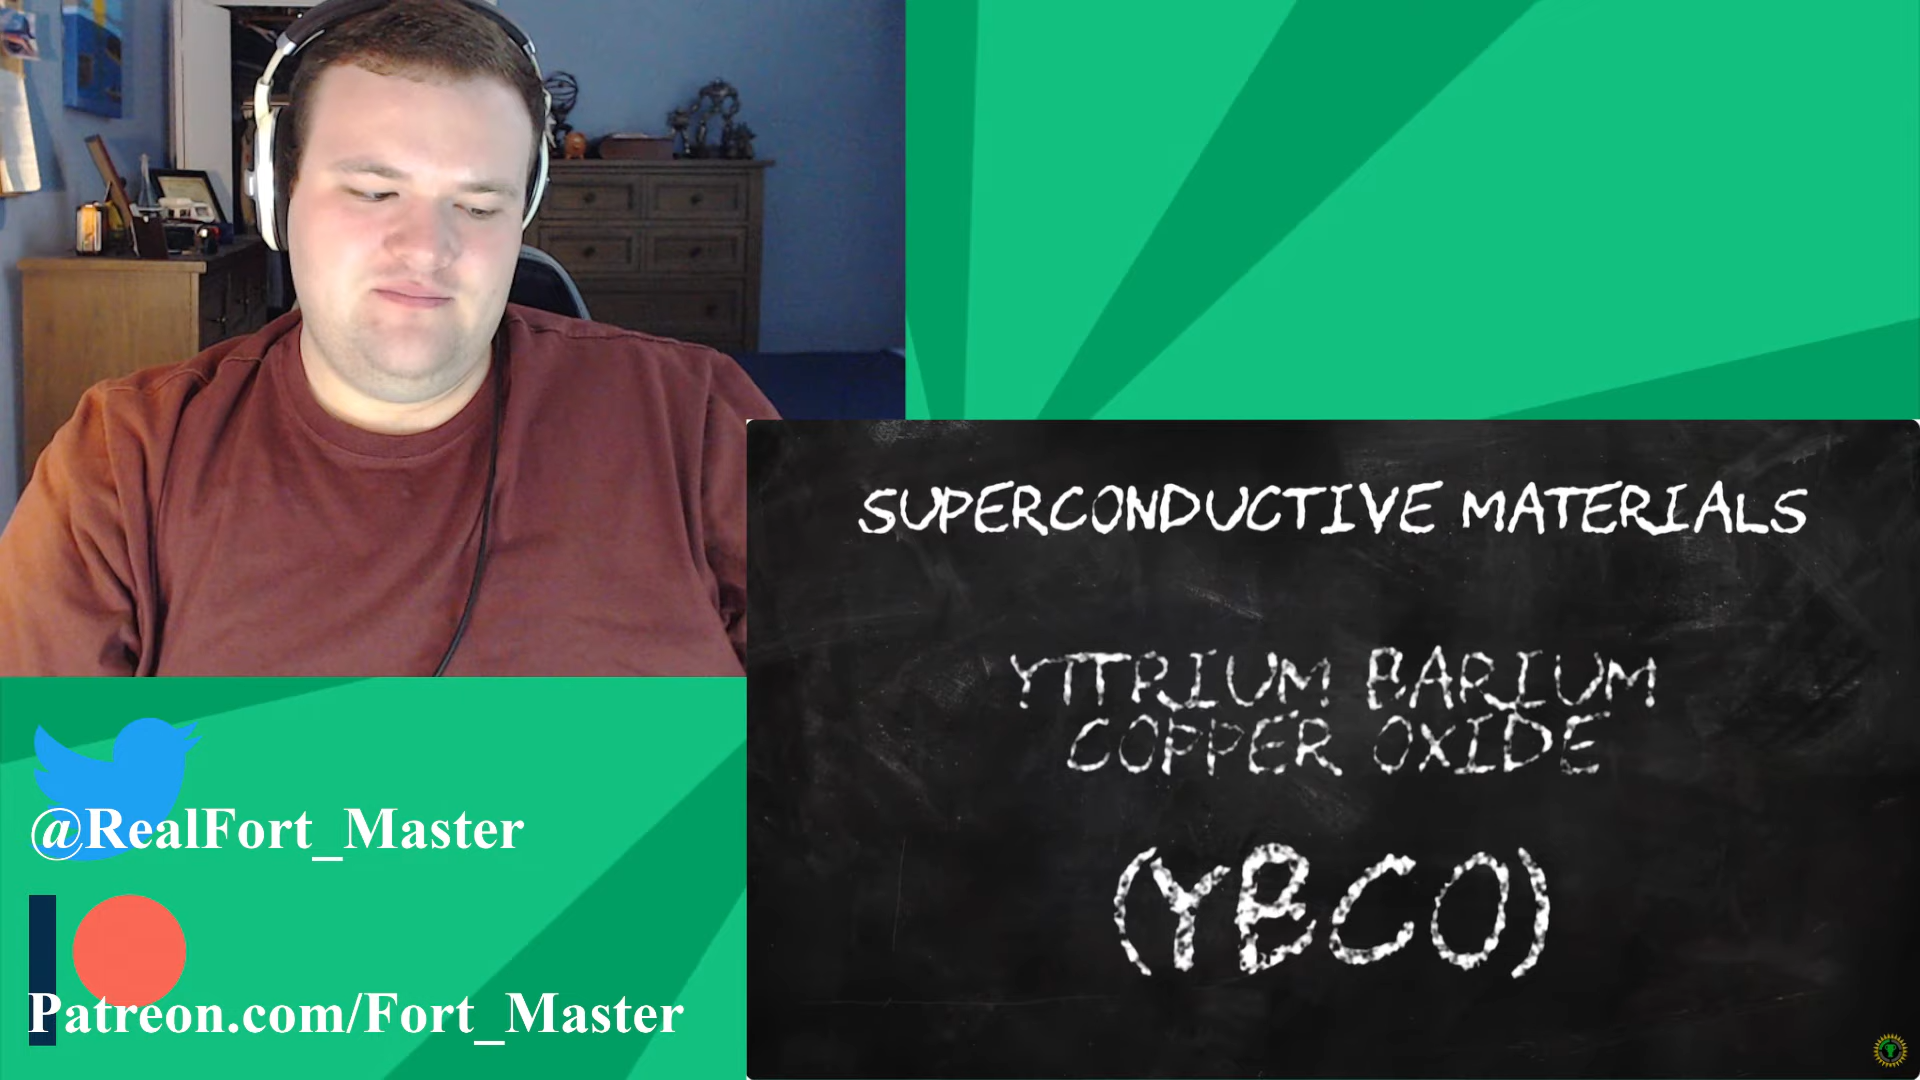 SUPERCONDUCTIVE MATERIALS
YTTRIUM BARIUM
COPPER OXIDE
(YBCO)
@RealFort_Master
Patreon.com/Fort_Master